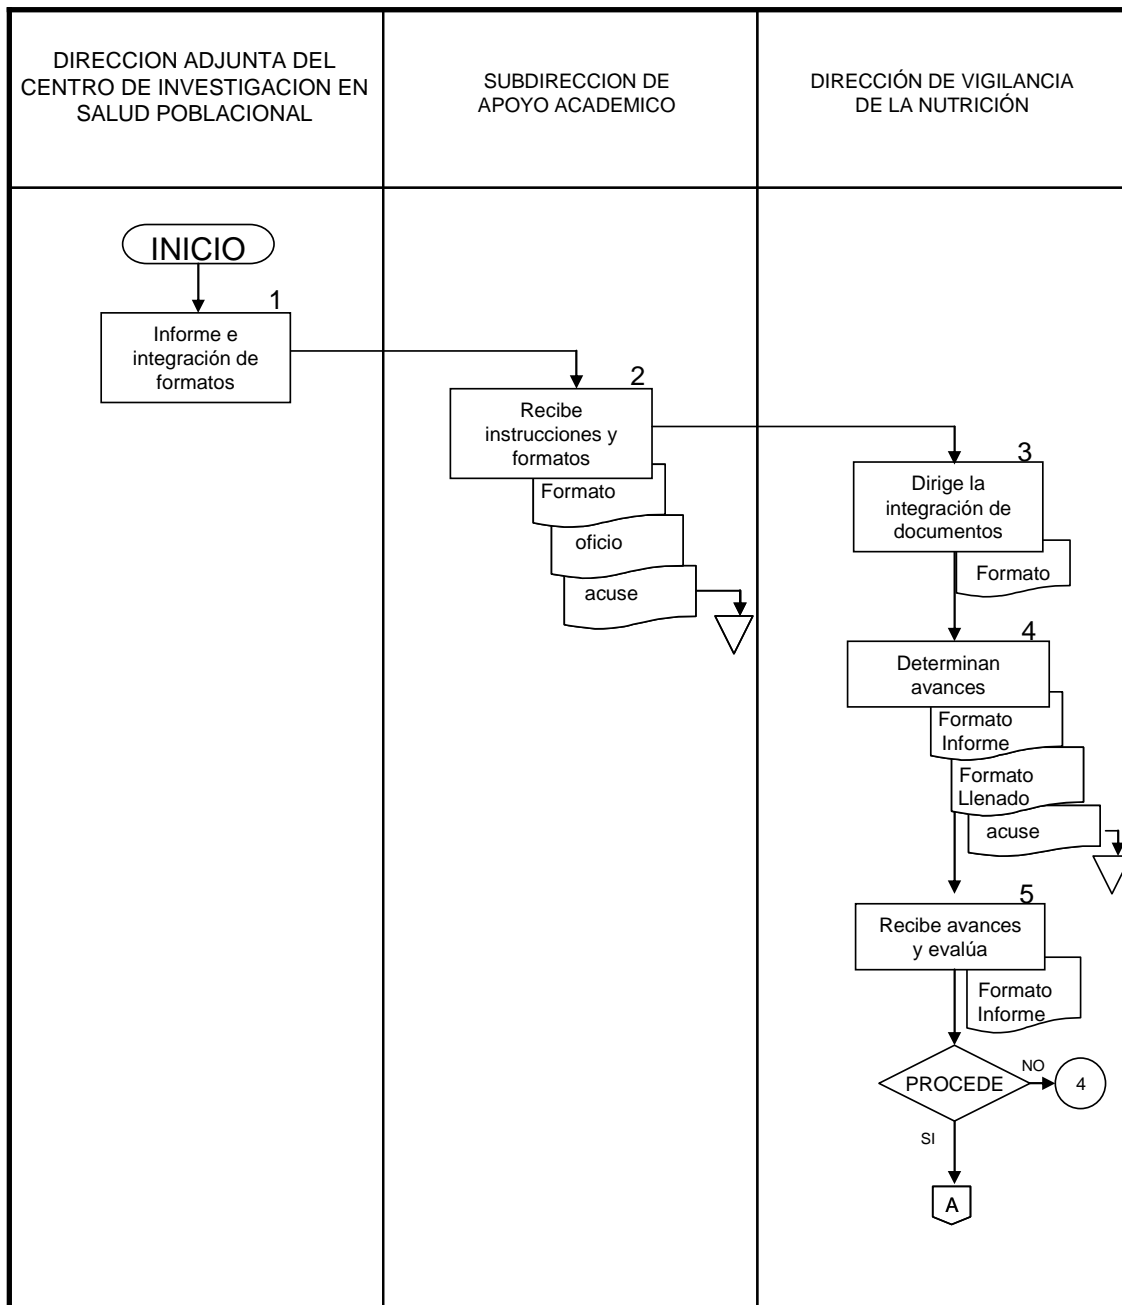 DIRECCION ADJUNTA DEL
CENTRO DE INVESTIGACION EN
SALUD POBLACIONAL
SUBDIRECCION DE
APOYO ACADEMICO
DIRECCIÓN DE VIGILANCIA
DE LA NUTRICIÓN
INICIO
1
Informe e
integración de
formatos
2
Recibe
instrucciones y
formatos
Formato
oficio
acuse
3
Dirige la
integración de
documentos
Formato
4
Determinan
avances
Formato
Informe
Formato
Llenado
acuse
5
Recibe avances
y evalúa
Formato
Informe
PROCEDE
NO
4
SI
A